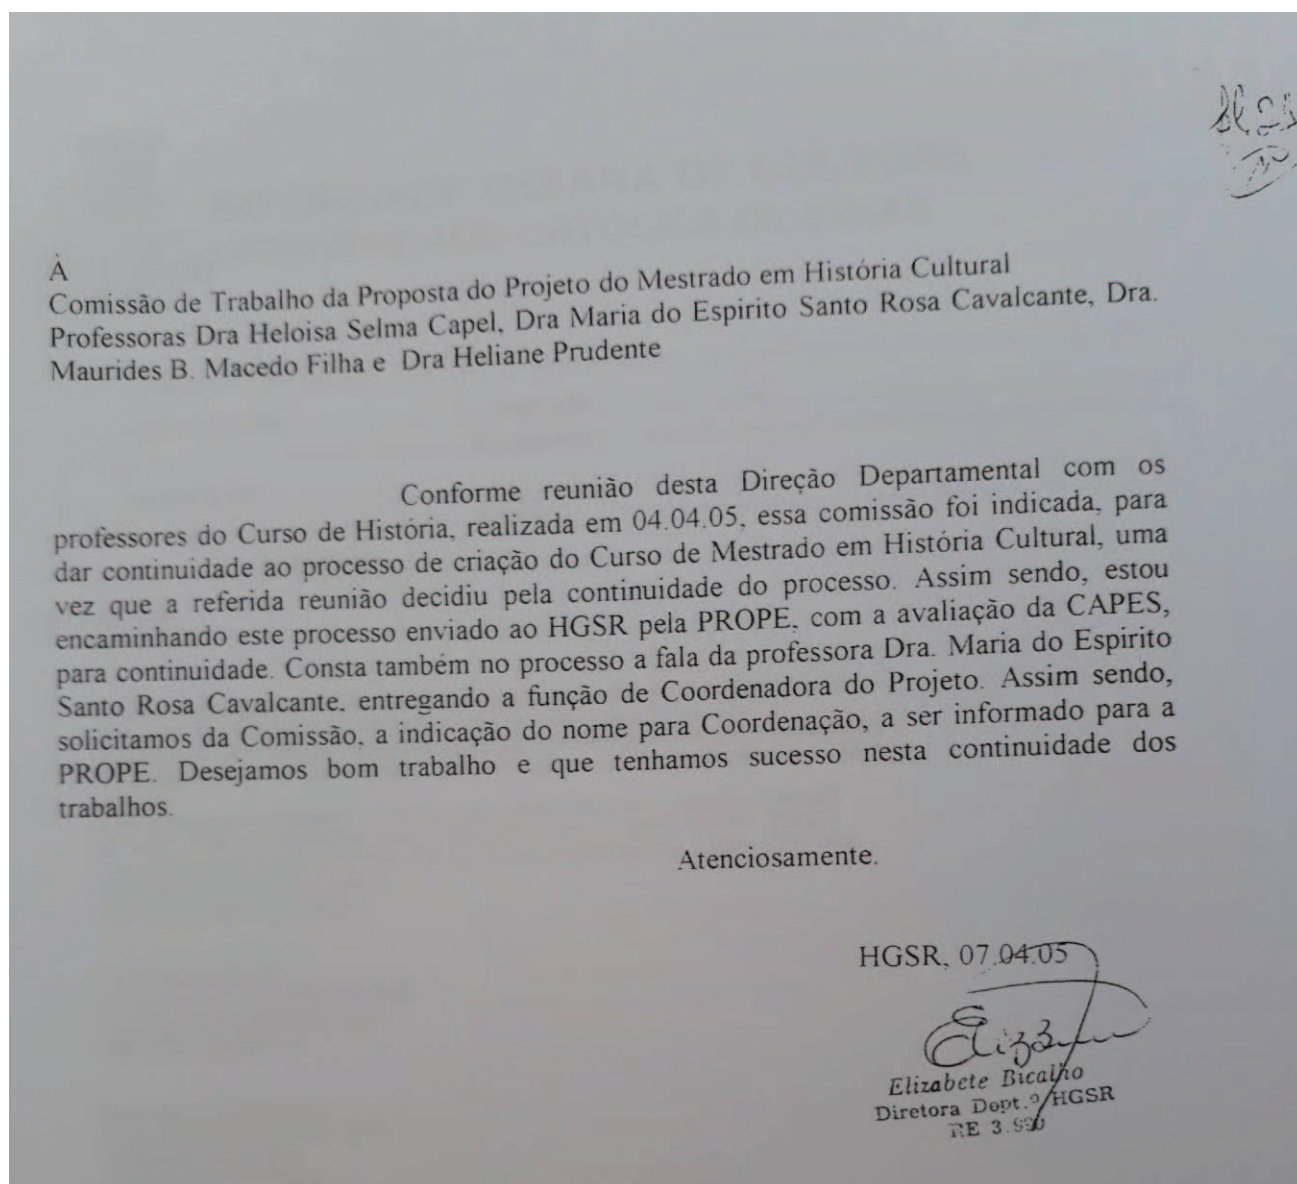 À
Comissão de Trabalho da Proposta do Projeto do Mestrado em História Cultural
Professoras Dra Heloisa Selma Capel, Dra Maria do Espirito Santo Rosa Cavalcante, Dra.
Maurides B. Macedo Filha e Dra Heliane Prudente
Conforme reunião desta Direção Departamental com os
professores do Curso de História, realizada em 04.04.05, essa comissão foi indicada, para
dar continuidade ao processo de criação do Curso de Mestrado em História Cultural, uma
vez que a referida reunião decidiu pela continuidade do processo. Assim sendo, estou
encaminhando este processo enviado ao HGSR pela PROPE, com a avaliação da CAPES,
para continuidade. Consta também no processo a fala da professora Dra. Maria do Espirito
Santo Rosa Cavalcante, entregando a função de Coordenadora do Projeto. Assim sendo,
solicitamos da Comissão, a indicação do nome para Coordenação, a ser informado para a
PROPE. Desejamos bom trabalho e que tenhamos sucesso nesta continuidade dos
trabalhos.
Atenciosamente.
HGSR, 07.04.05
Elizabete Bicalho
Diretora Dept.º HGSR
RE